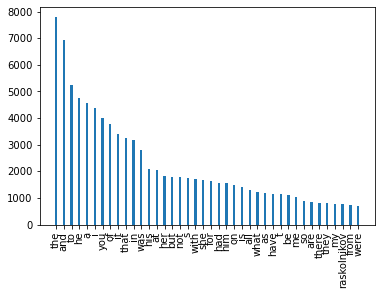 8000
7000
6000
5000
4000
3000
2000
1000
0
the
and
to
he
a
i
you
of
it
that
in
was
his
at
her
but
not
s
with
she
for
had
him
on
is
all
what
as
have
t
be
me
so
are
there
they
my
raskolnikov
from
were